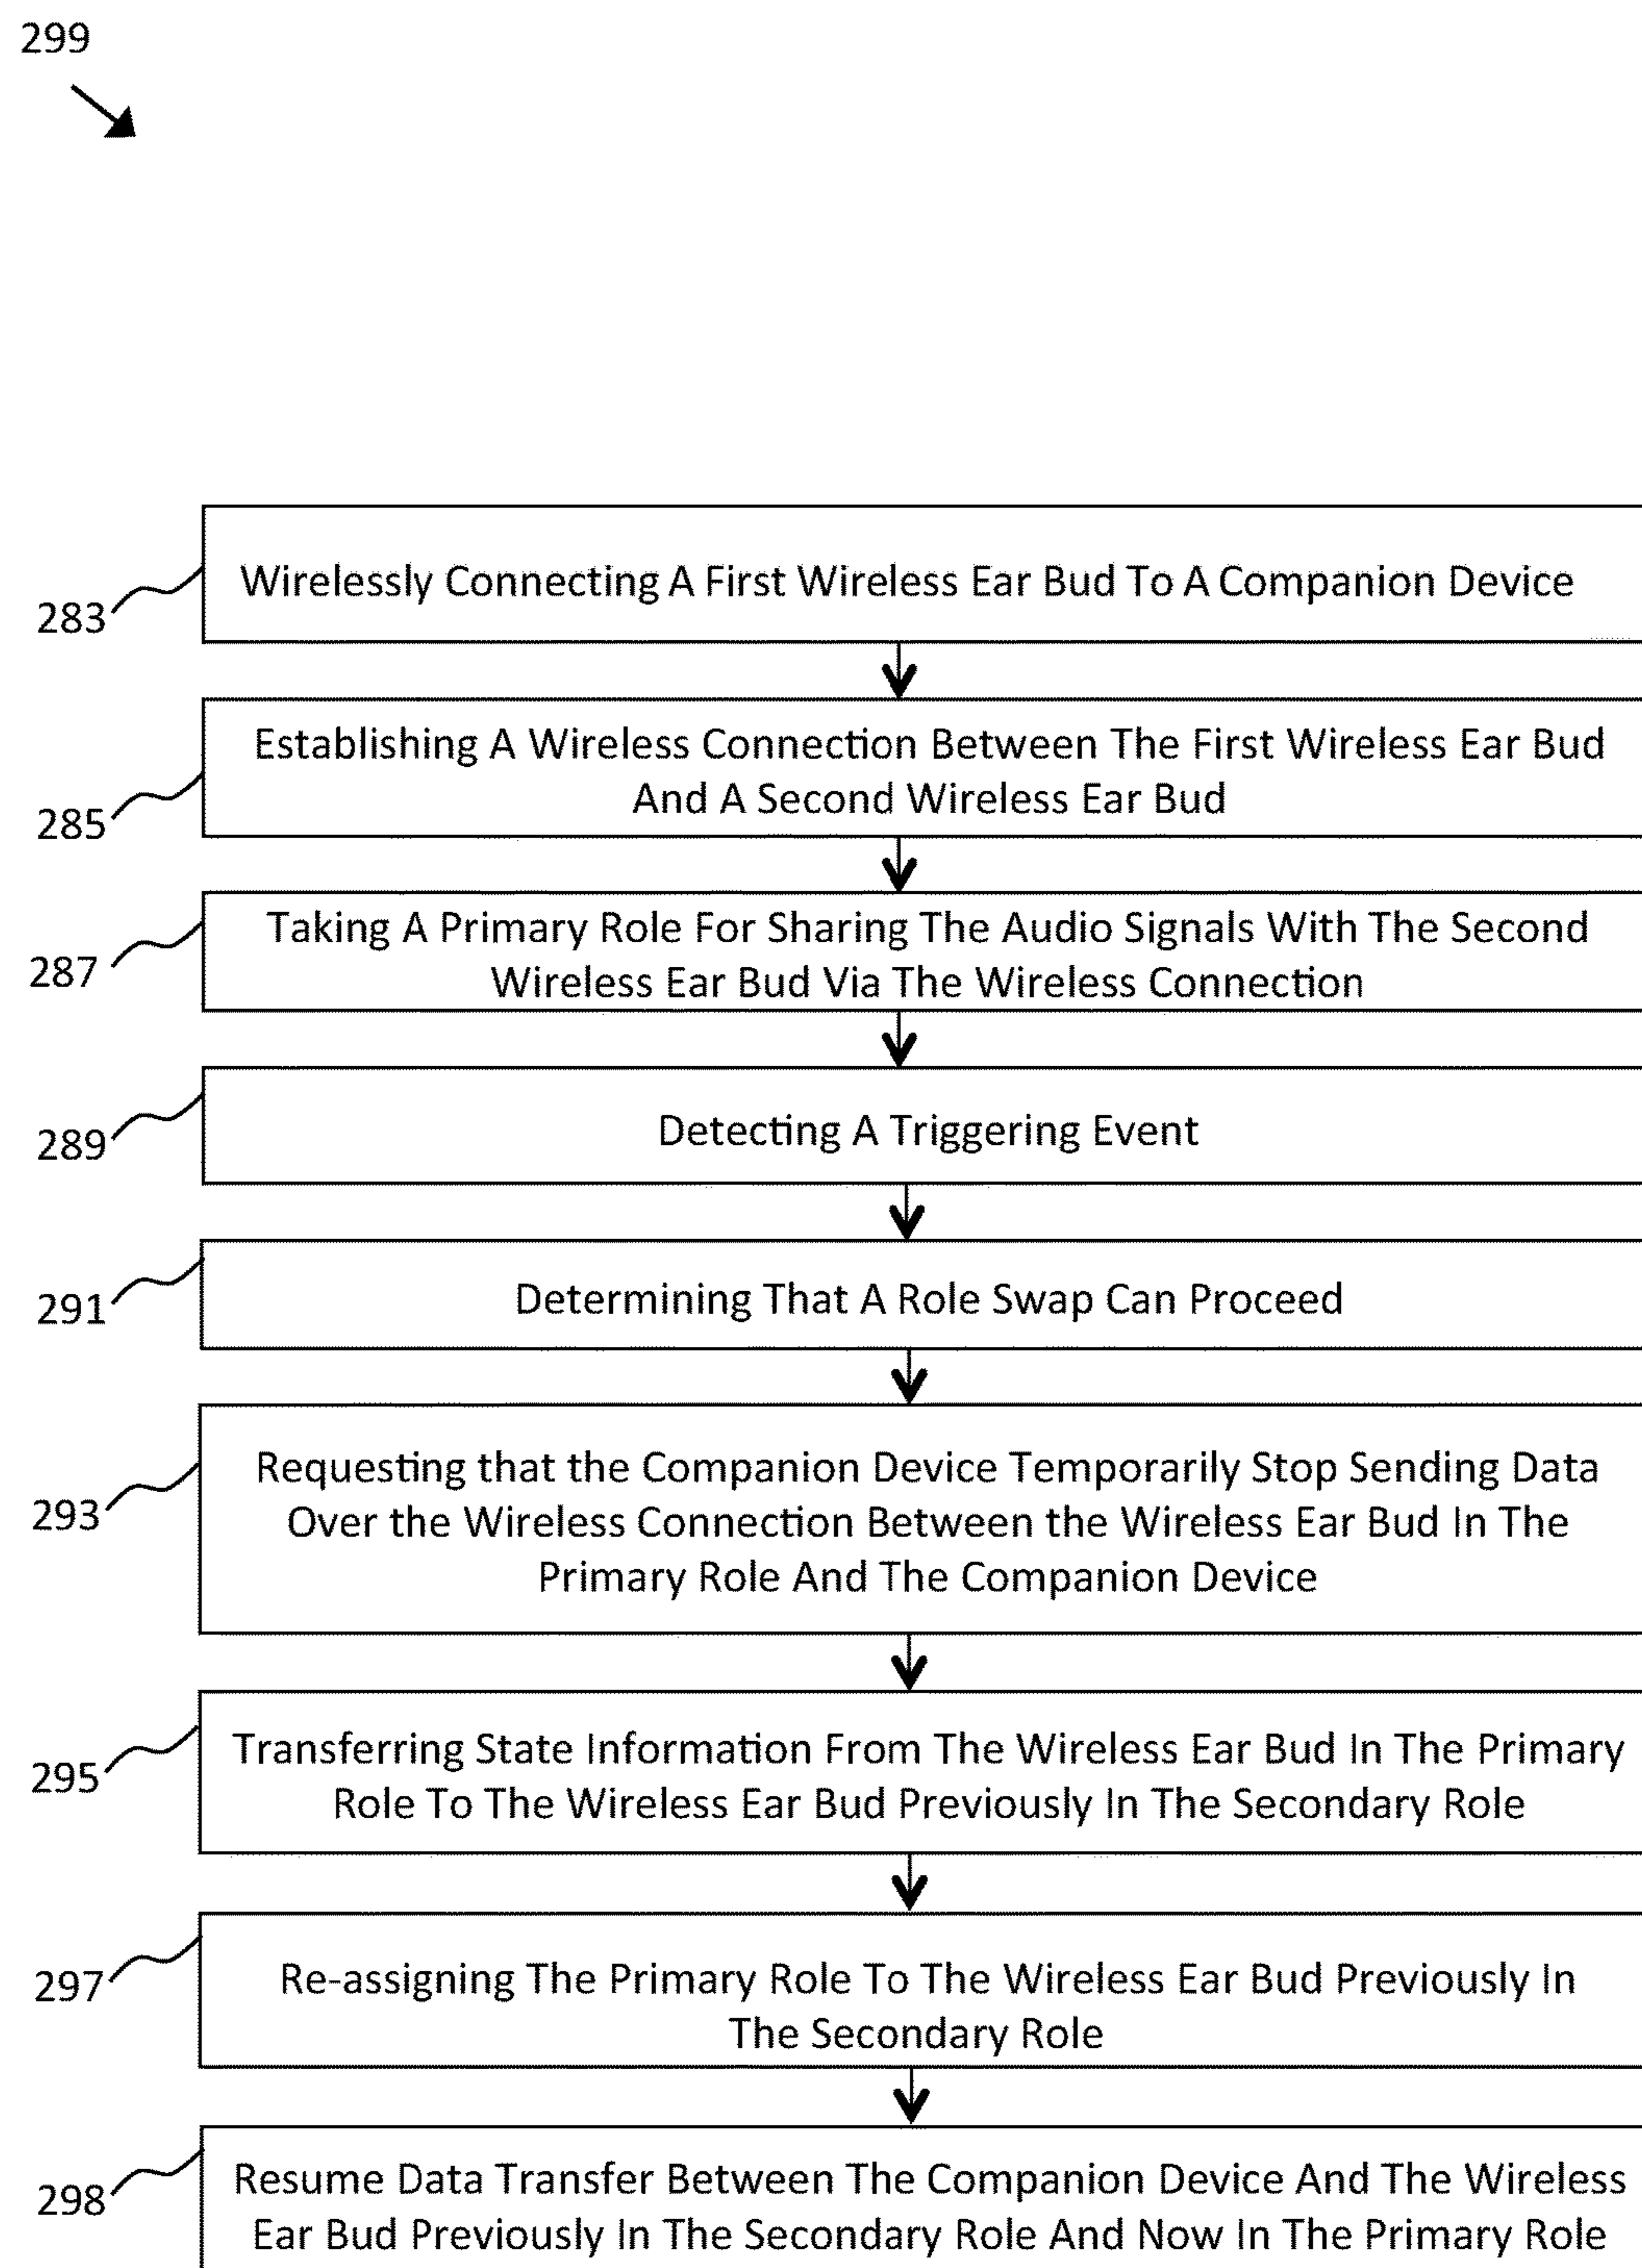 299
283
Wirelessly Connecting A First Wireless Ear Bud To A Companion Device
285
Establishing A Wireless Connection Between The First Wireless Ear Bud
And A Second Wireless Ear Bud
287
Taking A Primary Role For Sharing The Audio Signals With The Second
Wireless Ear Bud Via The Wireless Connection
289
Detecting A Triggering Event
291
Determining That A Role Swap Can Proceed
293
Requesting that the Companion Device Temporarily Stop Sending Data
Over the Wireless Connection Between the Wireless Ear Bud In The
Primary Role And The Companion Device
295
Transferring State Information From The Wireless Ear Bud In The Primary
Role To The Wireless Ear Bud Previously In The Secondary Role
297
Re-assigning The Primary Role To The Wireless Ear Bud Previously In
The Secondary Role
298
Resume Data Transfer Between The Companion Device And The Wireless
Ear Bud Previously In The Secondary Role And Now In The Primary Role